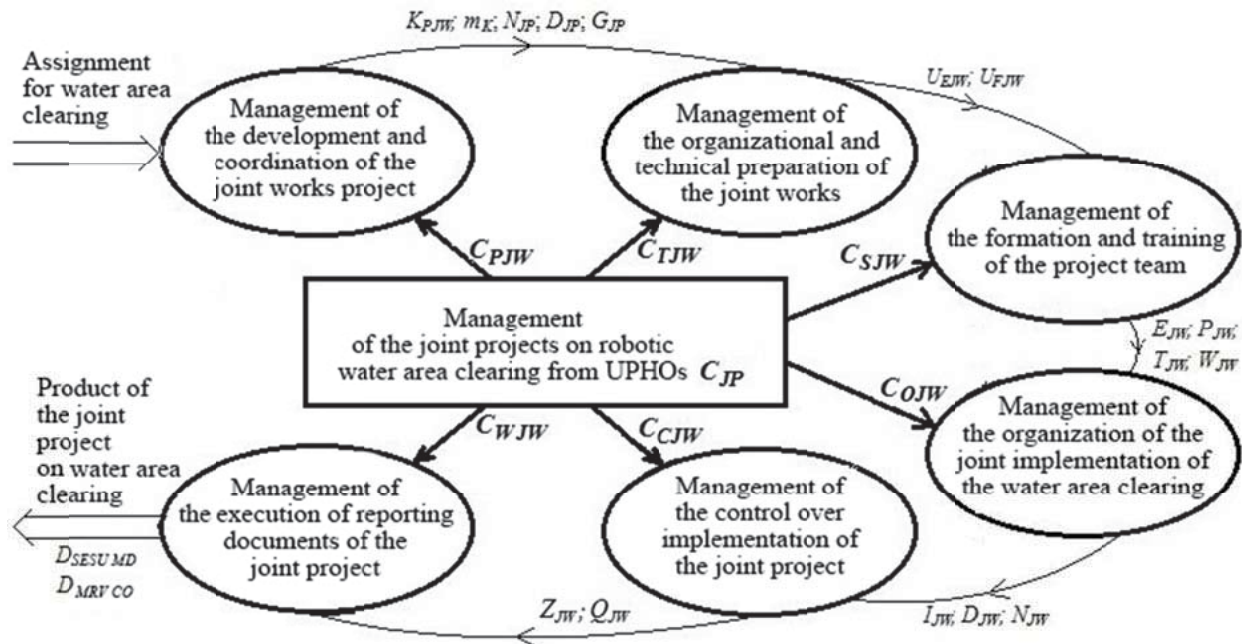 K_PJW; m_K; N_JP; D_JP; G_JP
Assignment
for water area
clearing
Management of
the development and
coordination of the
joint works project
Management of
the organizational and
technical preparation of
the joint works
U_EJW; U_FJW
Management of
the formation and training
of the project team
C_PJW
C_TJW
C_SJW
Management
of the joint projects on robotic
water area clearing from UPHOs C_JP
E_JW; P_JW;
T_JW; W_JW
C_OJW
C_WJW
C_CJW
Management of
the organization of the
joint implementation of
the water area clearing
Product of
the joint
project
on water area
clearing
D_SESU MD
D_MRV CO
Management of
the execution of reporting
documents of the
joint project
Management of
the control over
implementation of
the joint project
Z_JW; Q_JW
I_JW; D_JW; N_JW